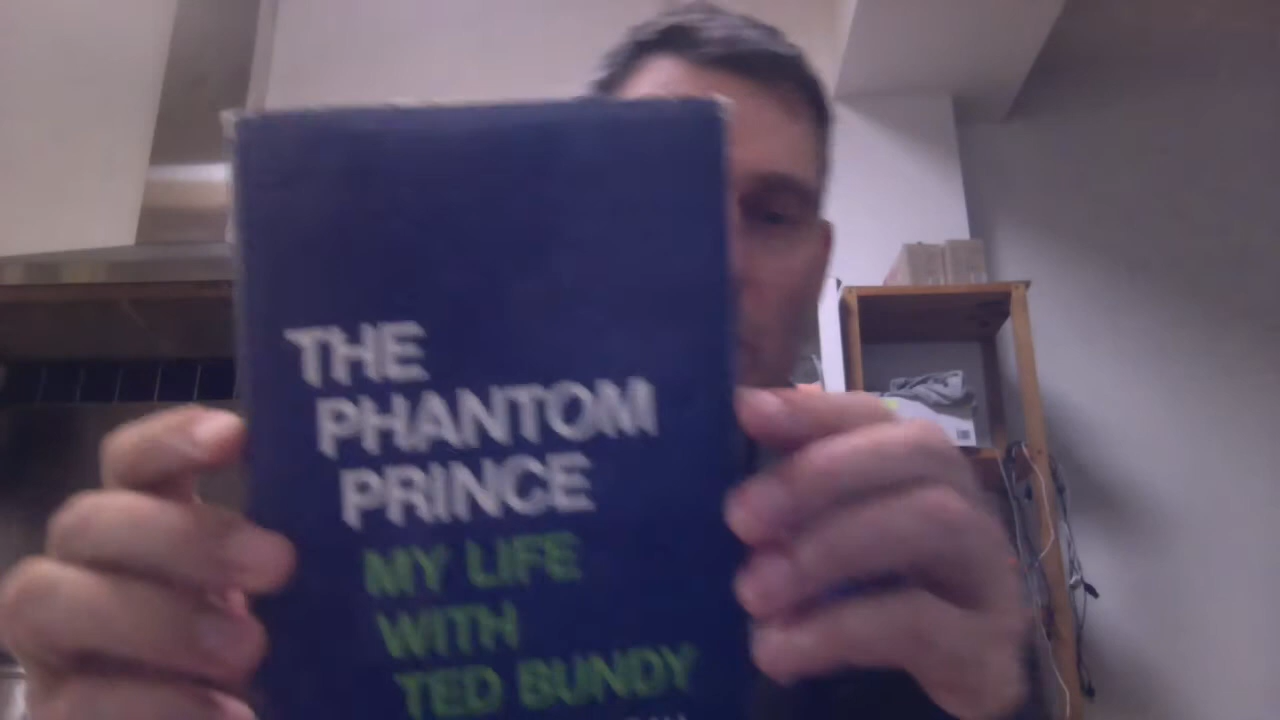 THE
PHANTOM
PRINCE
MY LIFE
WITH
TED BUNDY